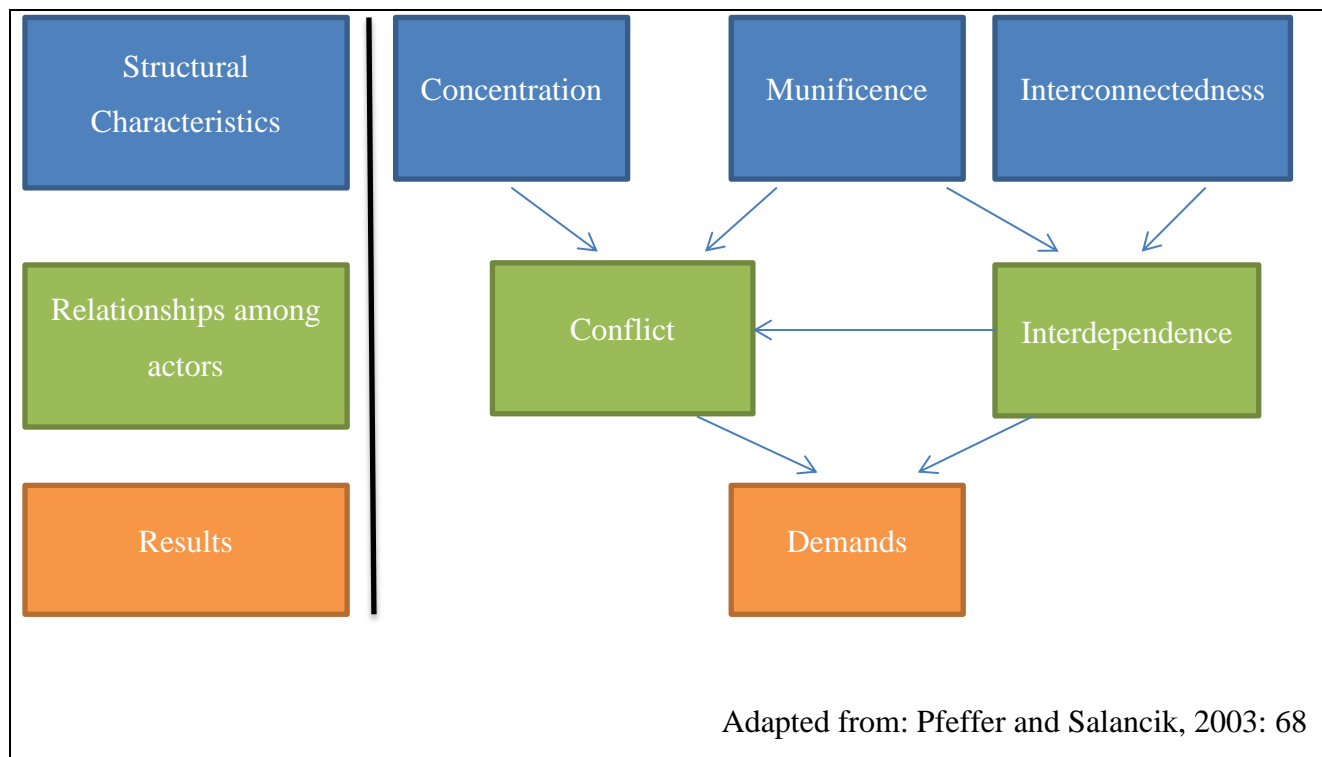 Structural
Characteristics
Concentration
Munificence
Interconnectedness
Relationships among
actors
Conflict
Interdependence
Results
Demands
Adapted from: Pfeffer and Salancik, 2003: 68